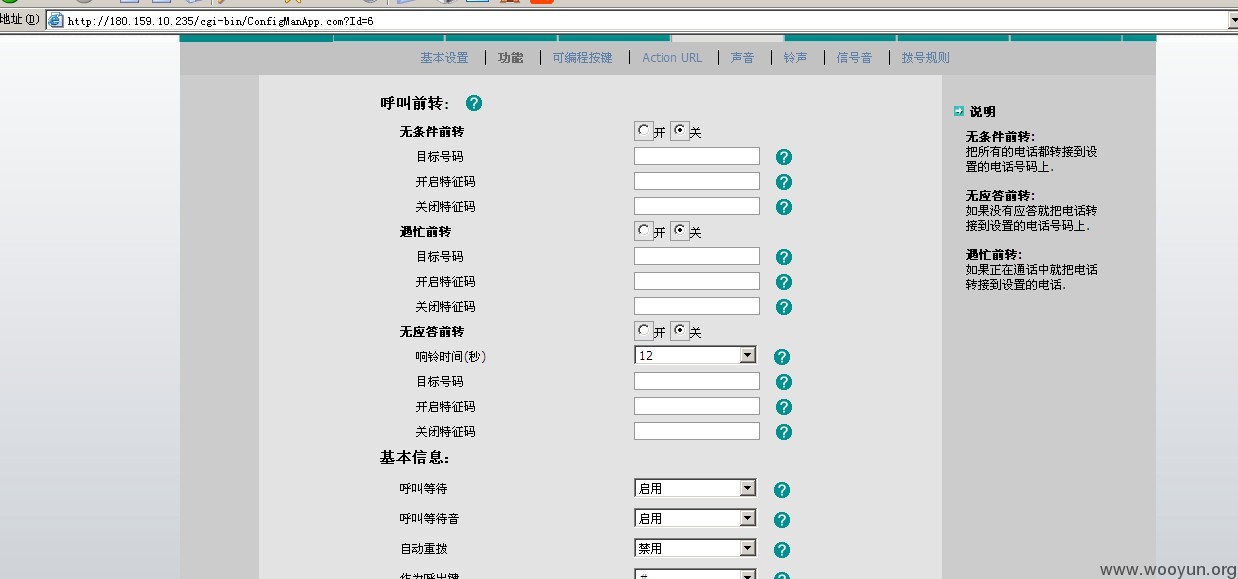 地址(D) http://180.159.10.235/cgi-bin/ConfigManApp.com?Id=6
基本设置 功能 可编程按键 Action URL 声音 铃声 信号音 拨号规则
呼叫前转: ?
无条件前转 开 关
目标号码 ?
开启特征码 ?
关闭特征码 ?
遇忙前转 开 关
目标号码 ?
开启特征码 ?
关闭特征码 ?
无应答前转 开 关
响铃时间(秒) 12 ?
目标号码 ?
开启特征码 ?
关闭特征码 ?
基本信息:
呼叫等待 启用 ?
呼叫等待音 启用 ?
自动重拨 禁用 ?
作为呼出键 # ?
说明
无条件前转:
把所有的电话都转接到设
置的电话号码上.
无应答前转:
如果没有应答就把电话转
接到设置的电话号码上.
遇忙前转:
如果正在通话中就把电话
转接到设置的电话.
www.wooyun.org